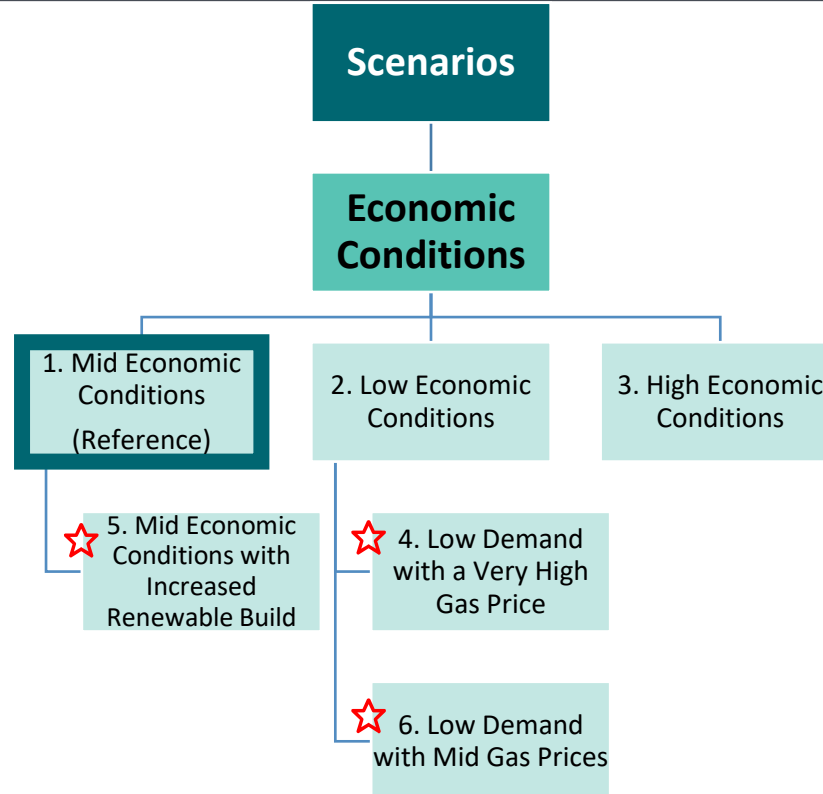 Scenarios
Economic
Conditions
1. Mid Economic
Conditions
(Reference)
2. Low Economic
Conditions
3. High Economic
Conditions
5. Mid Economic
Conditions with
Increased
Renewable Build
4. Low Demand
with a Very High
Gas Price
6. Low Demand
with Mid Gas Prices